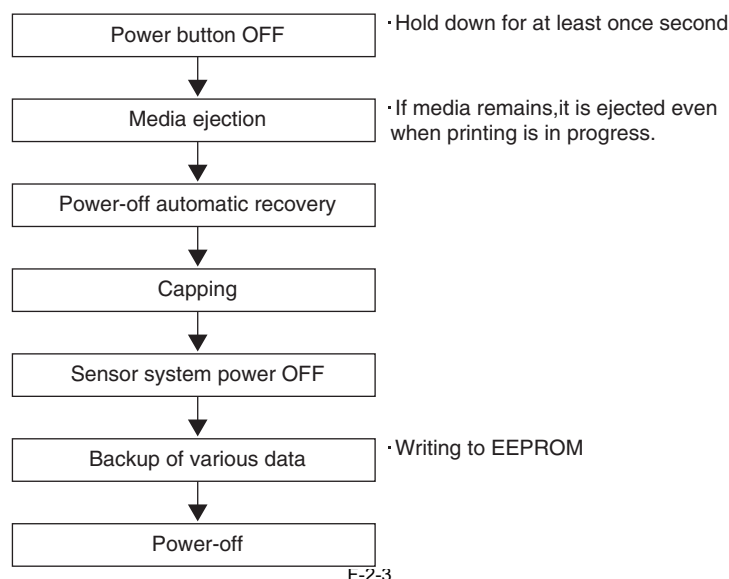 Power button OFF
·Hold down for at least once second
Media ejection
·If media remains,it is ejected even
when printing is in progress.
Power-off automatic recovery
Capping
Sensor system power OFF
Backup of various data
·Writing to EEPROM
Power-off
F-2-3